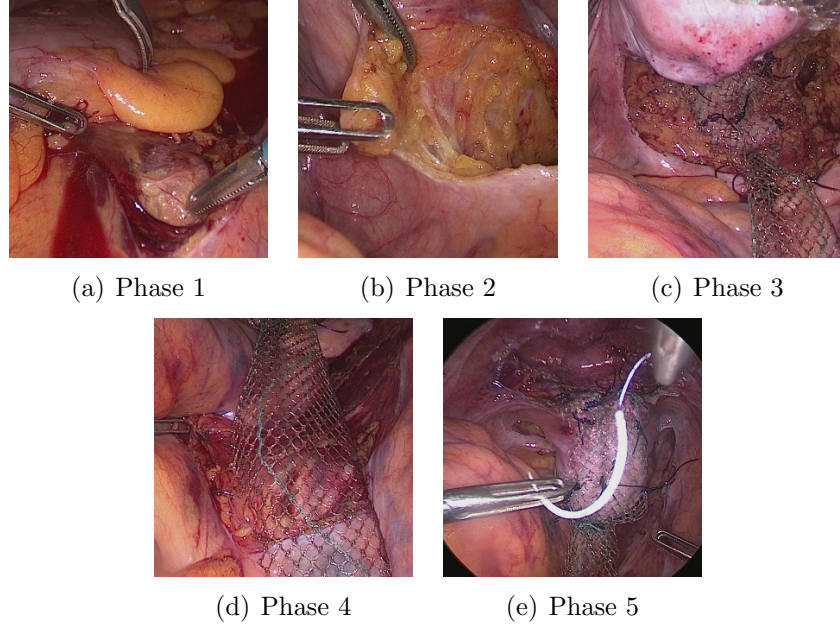 (a) Phase 1
(b) Phase 2
(c) Phase 3
(d) Phase 4
(e) Phase 5